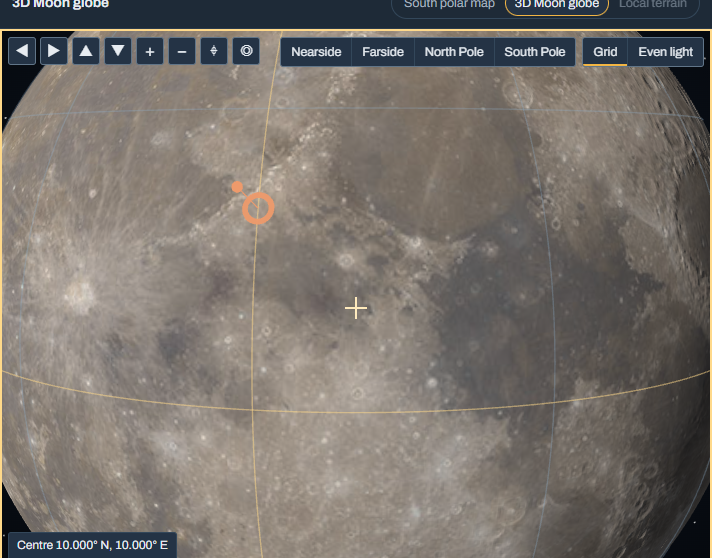 3D Moon globe
South polar map 3D Moon globe Local terrain
Nearside Farside North Pole South Pole Grid Even light
Centre 10.000° N, 10.000° E